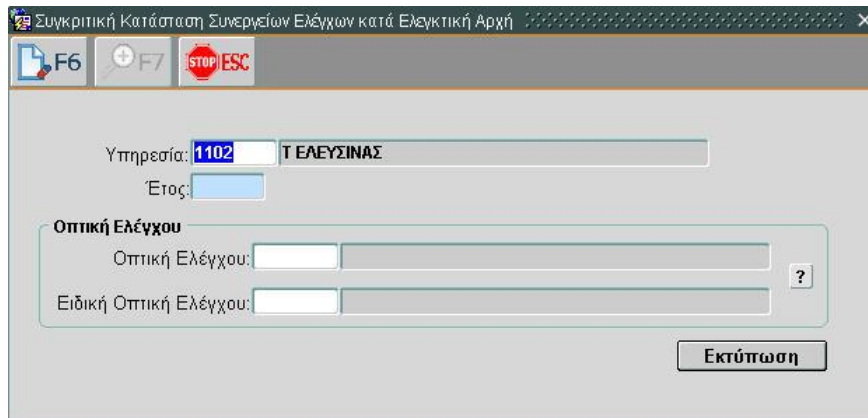 Συγκριτική Κατάσταση Συνεργείων Ελέγχων κατά Ελεγκτική Αρχή
F6 F7 STOP ESC
Υπηρεσία: 1102 Τ ΕΛΕΥΣΙΝΑΣ
Έτος:
Οπτική Ελέγχου
Οπτική Ελέγχου:
?
Ειδική Οπτική Ελέγχου:
Εκτύπωση